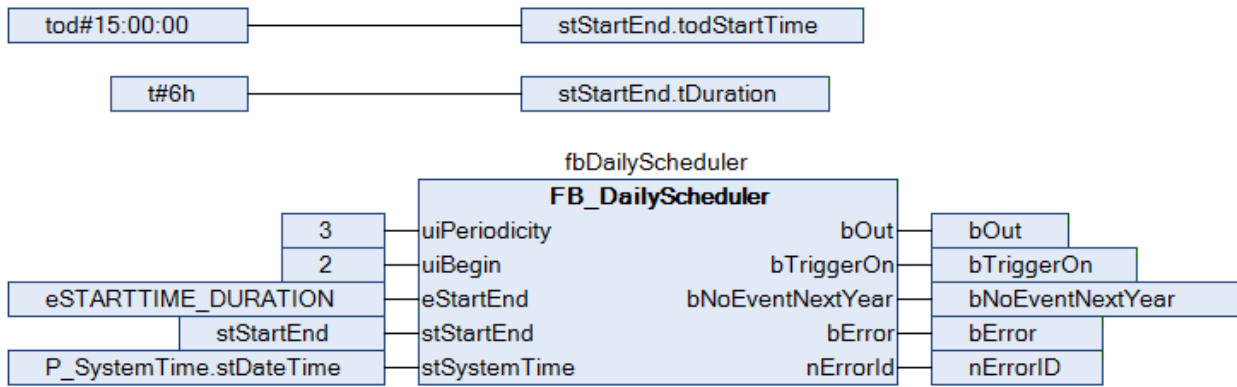 tod#15:00:00 stStartEnd.todStartTime
t#6h stStartEnd.tDuration
fbDailyScheduler
FB_DailyScheduler
3 uiPeriodicity bOut bOut
2 uiBegin bTriggerOn bTriggerOn
eSTARTTIME_DURATION eStartEnd bNoEventNextYear bNoEventNextYear
stStartEnd stStartEnd bError bError
P_SystemTime.stDateTime stSystemTime nErrorId nErrorID